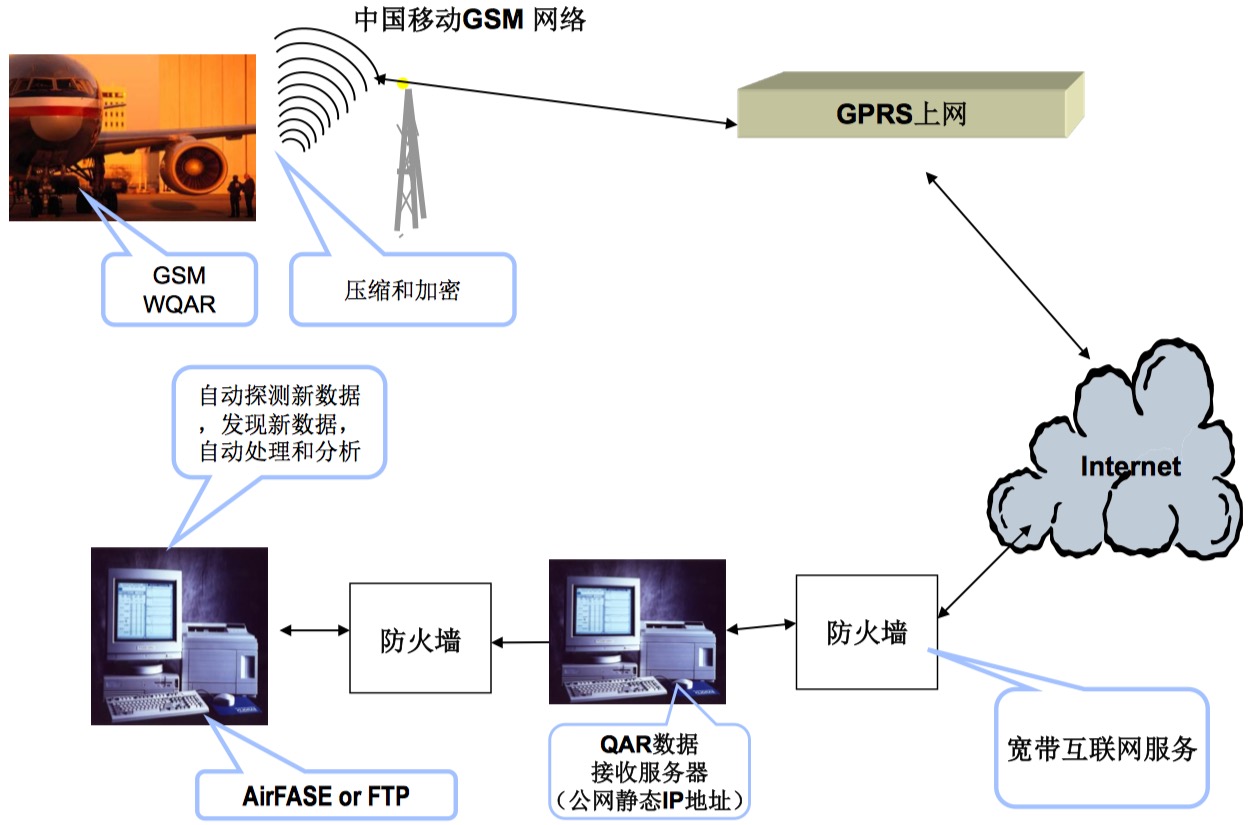 中国移动GSM 网络
GPRS上网
GSM
WQAR
压缩和加密
自动探测新数据
，发现新数据，
自动处理和分析
Internet
防火墙
防火墙
宽带互联网服务
QAR数据
接收服务器
（公网静态IP地址）
AirFASE or FTP